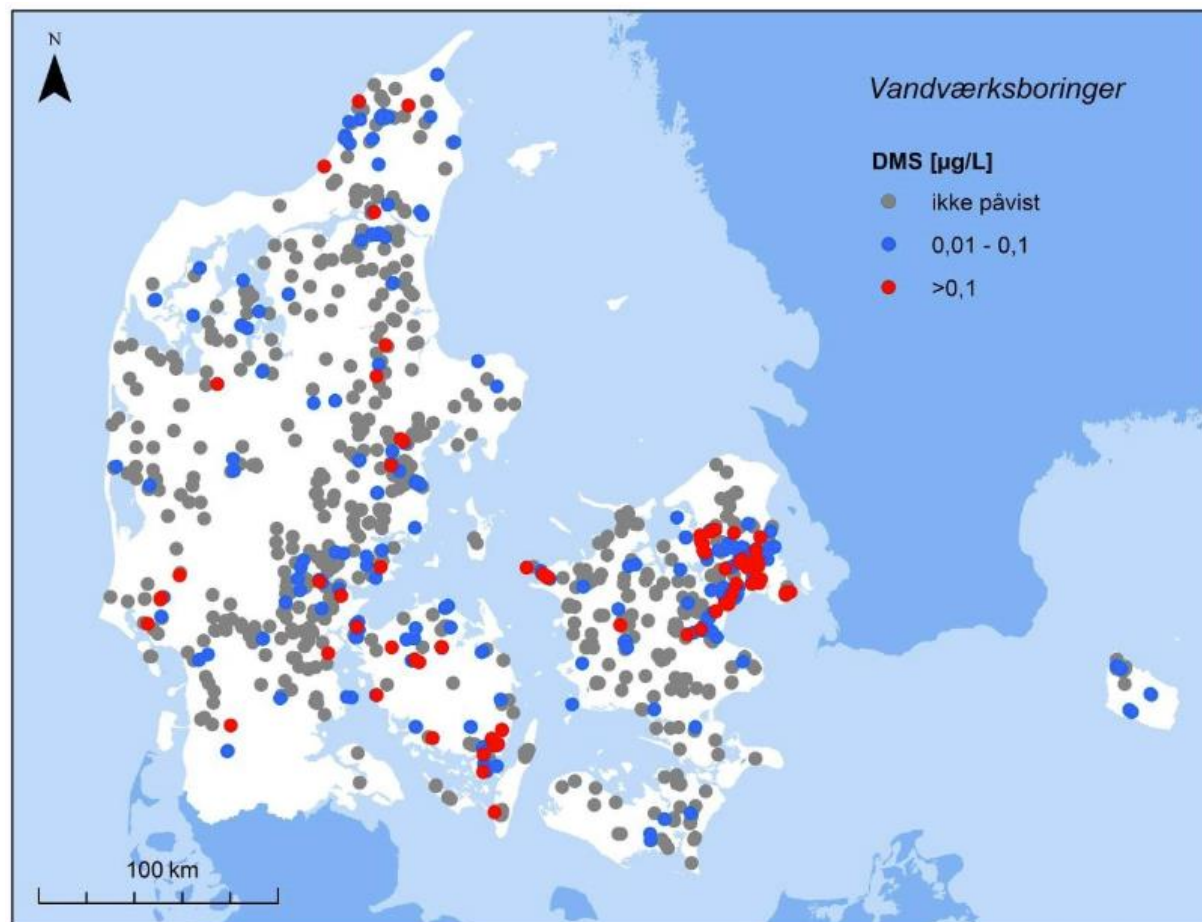 N
Vandværksboringer
DMS [µg/L]
ikke påvist
0,01 - 0,1
>0,1
100 km